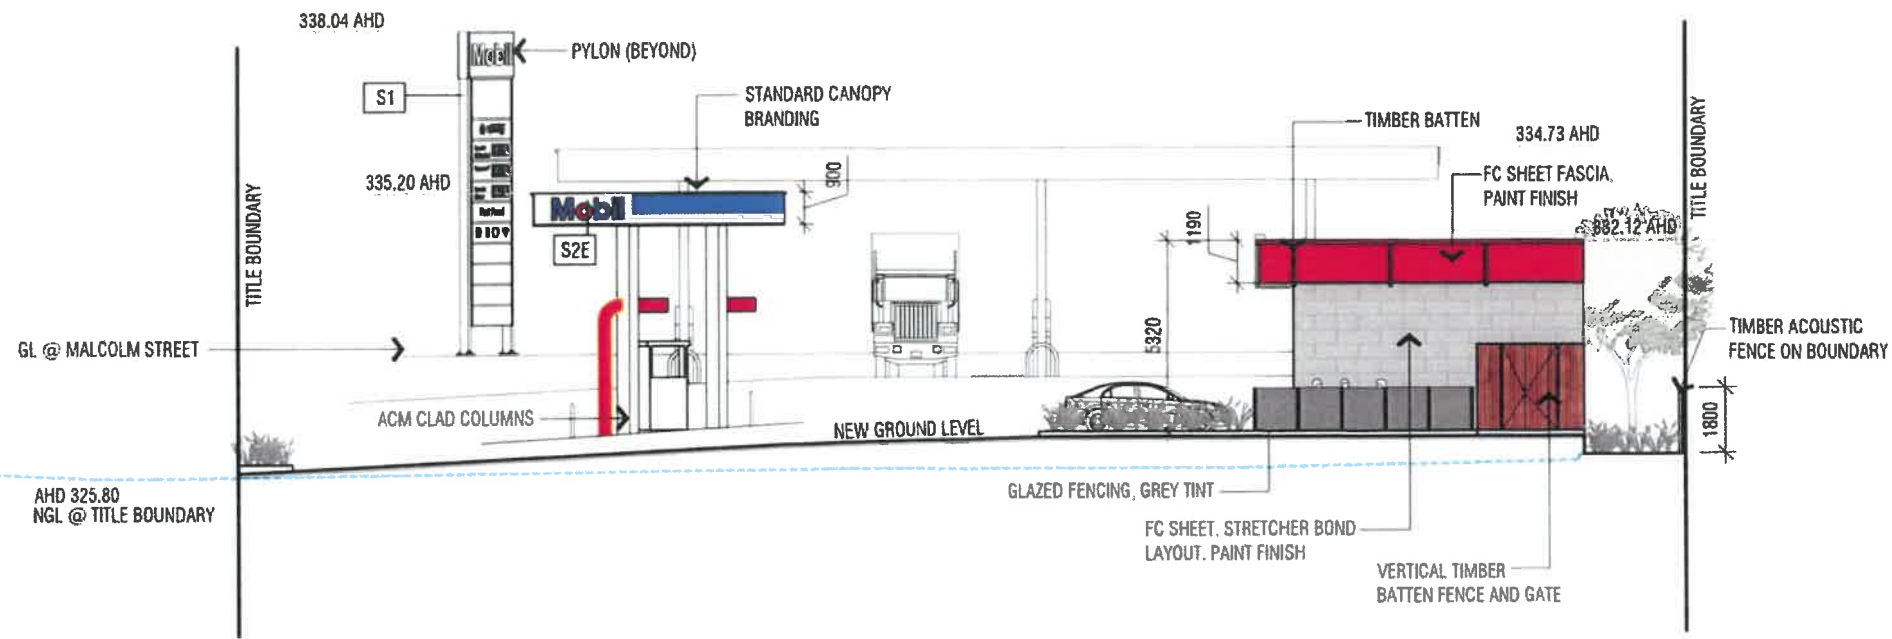 338.04 AHD
Mobil
PYLON (BEYOND)
S1
STANDARD CANOPY
BRANDING
TIMBER BATTEN
334.73 AHD
TITLE BOUNDARY
335.20 AHD
900
FC SHEET FASCIA,
PAINT FINISH
TITLE BOUNDARY
Mobil
S2E
1190
332.12 AHD
5320
GL @ MALCOLM STREET
TIMBER ACOUSTIC
FENCE ON BOUNDARY
ACM CLAD COLUMNS
NEW GROUND LEVEL
1800
AHD 325.80
NGL @ TITLE BOUNDARY
GLAZED FENCING, GREY TINT
FC SHEET. STRETCHER BOND
LAYOUT. PAINT FINISH
VERTICAL TIMBER
BATTEN FENCE AND GATE